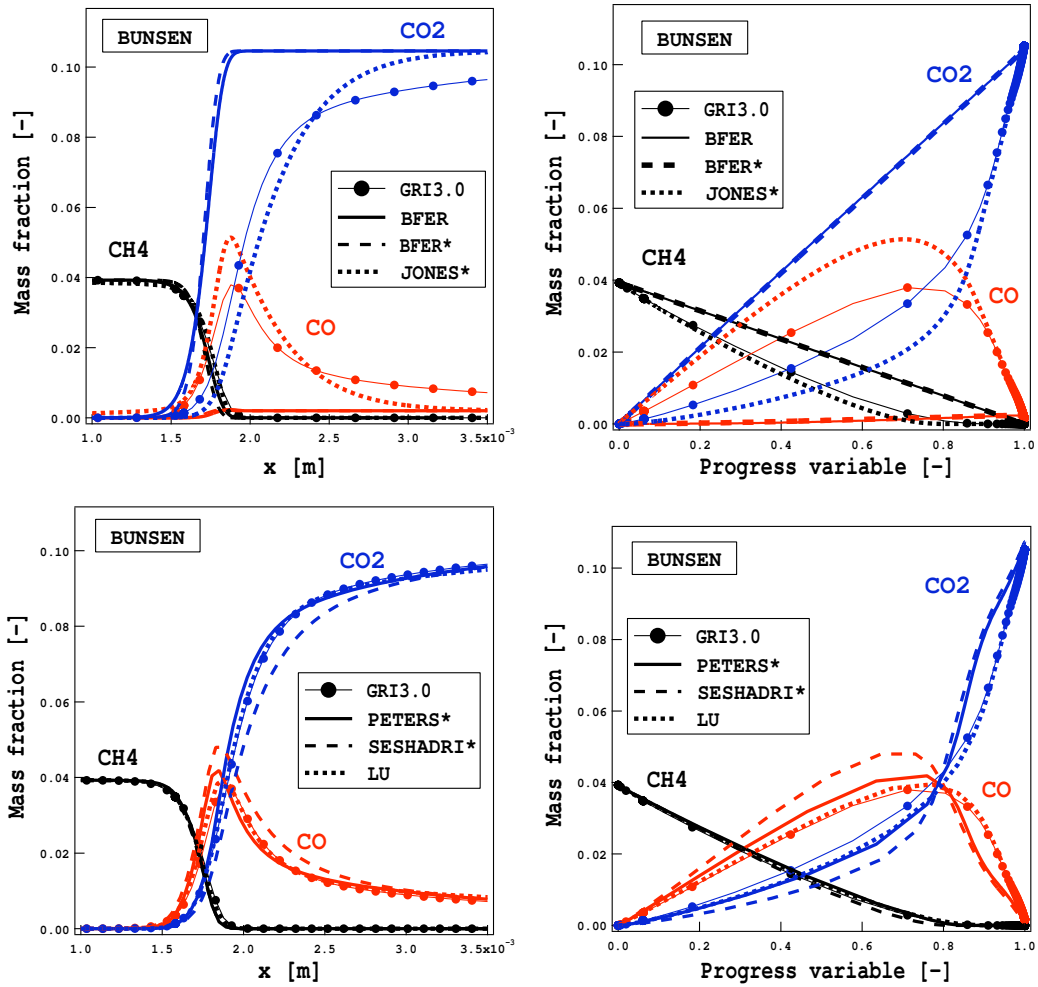 BUNSEN
CO2
CH4
CO
GRI3.0
BFER
BFER*
JONES*
Mass fraction [-]
0.10
0.08
0.06
0.04
0.02
0.00
1.0
1.5
2.0
2.5
3.0
3.5x10⁻³
x [m]
BUNSEN
CO2
CH4
CO
GRI3.0
BFER
BFER*
JONES*
Mass fraction [-]
0.10
0.08
0.06
0.04
0.02
0.00
0.0
0.2
0.4
0.6
0.8
1.0
Progress variable [-]
BUNSEN
CO2
CH4
CO
GRI3.0
PETERS*
SESHADRI*
LU
Mass fraction [-]
0.10
0.08
0.06
0.04
0.02
0.00
1.0
1.5
2.0
2.5
3.0
3.5x10⁻³
x [m]
BUNSEN
CO2
CH4
CO
GRI3.0
PETERS*
SESHADRI*
LU
Mass fraction [-]
0.10
0.08
0.06
0.04
0.02
0.00
0.0
0.2
0.4
0.6
0.8
1.0
Progress variable [-]